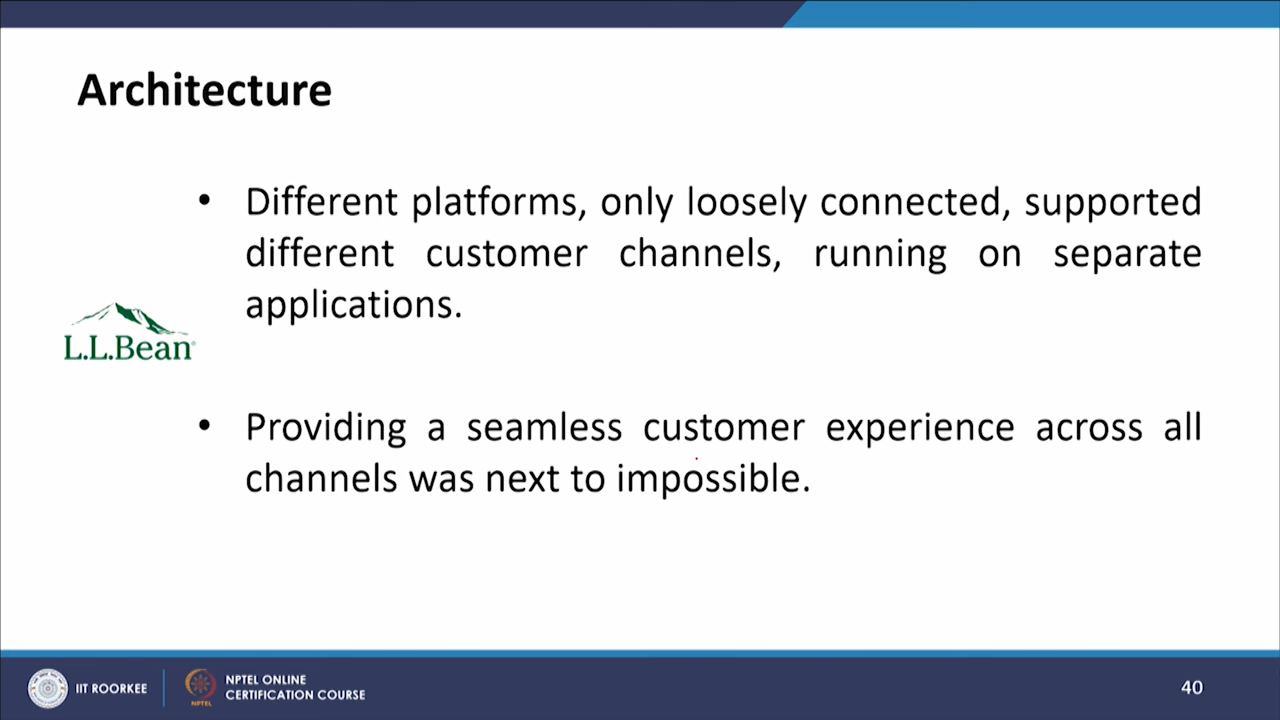 Architecture
• Different platforms, only loosely connected, supported
different customer channels, running on separate
applications.
L.L.Bean
• Providing a seamless customer experience across all
channels was next to impossible.
IIT ROORKEE
NPTEL
NPTEL ONLINE
CERTIFICATION COURSE
40